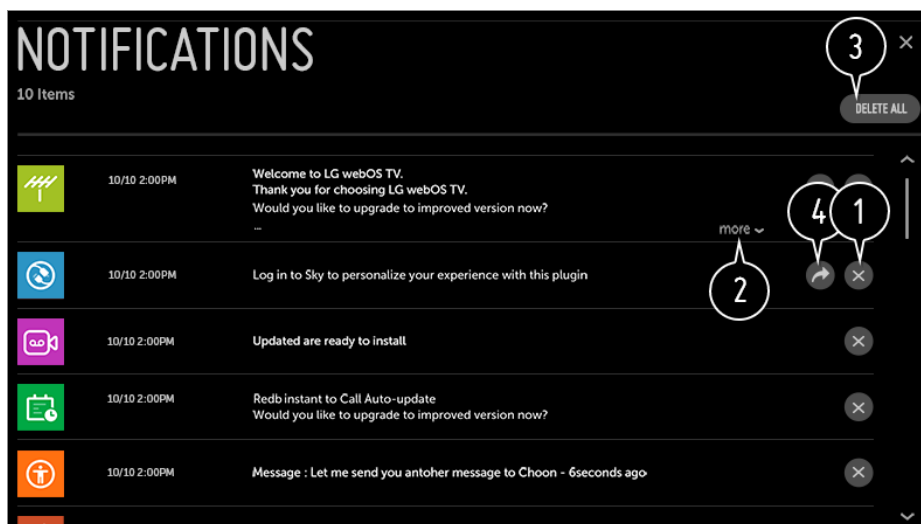 NOTIFICATIONS
10 Items
3
DELETE ALL
10/10 2:00PM
Welcome to LG webOS TV.
Thank you for choosing LG webOS TV.
Would you like to upgrade to improved version now?
...
more
4
1
2
10/10 2:00PM
Log in to Sky to personalize your experience with this plugin
10/10 2:00PM
Updated are ready to install
10/10 2:00PM
Redb instant to Call Auto-update
Would you like to upgrade to improved version now?
10/10 2:00PM
Message : Let me send you antoher message to Choon - 6seconds ago